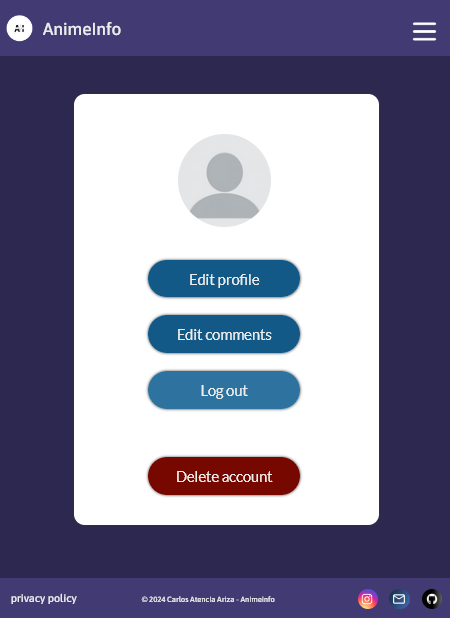 Ai
AnimeInfo
Edit profile
Edit comments
Log out
Delete account
privacy policy
© 2024 Carlos Atencia Ariza - AnimeInfo